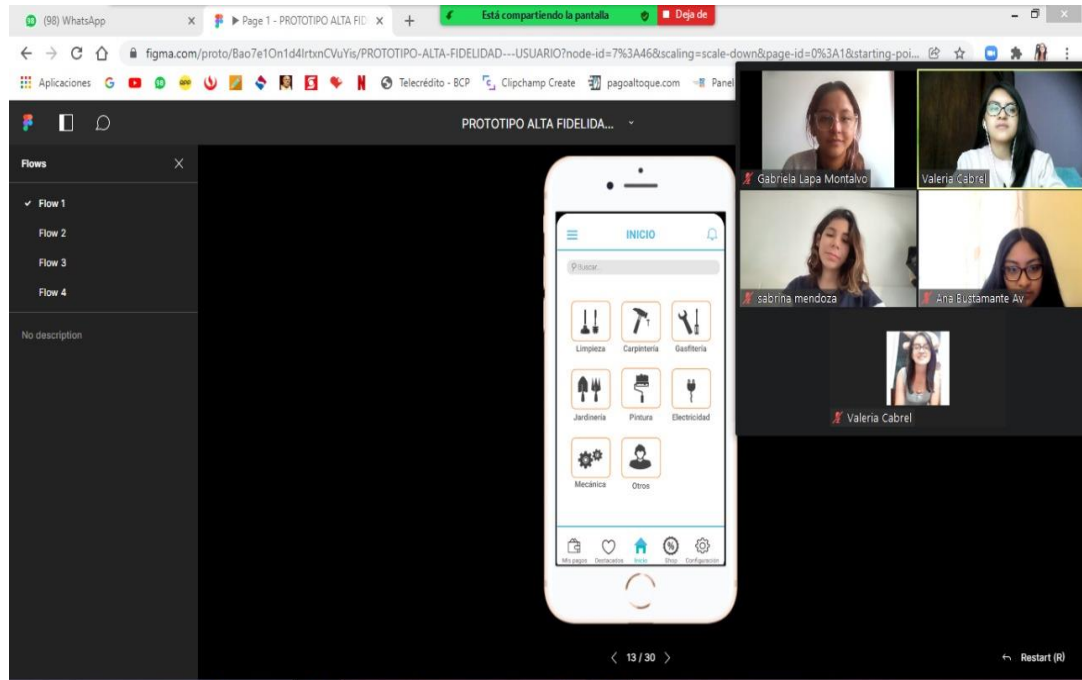 (98) WhatsApp
Page 1 - PROTOTIPO ALTA FID
Está compartiendo la pantalla
Deja de
figma.com/proto/Bao7e1On1d4IrtxnCVuYis/PROTOTIPO-ALTA-FIDELIDAD---USUARIO?node-id=7%3A46&scaling=scale-down&page-id=0%3A1&starting-poi...
Aplicaciones
Telecrédito - BCP
Clipchamp Create
pagoaltoque.com
Panel
PROTOTIPO ALTA FIDELIDA...
Flows
Flow 1
Flow 2
Flow 3
Flow 4
No description
INICIO
Buscar...
Limpieza Carpintería Gasfitería
Jardinería Pintura Electricidad
Mecánica Otros
Mis pagos Destacados Inicio Shop Configuración
13 / 30
Restart (R)
Gabriela Lapa Montalvo
Valeria Cabrel
sabrina mendoza
Ana Bustamante Av
Valeria Cabrel